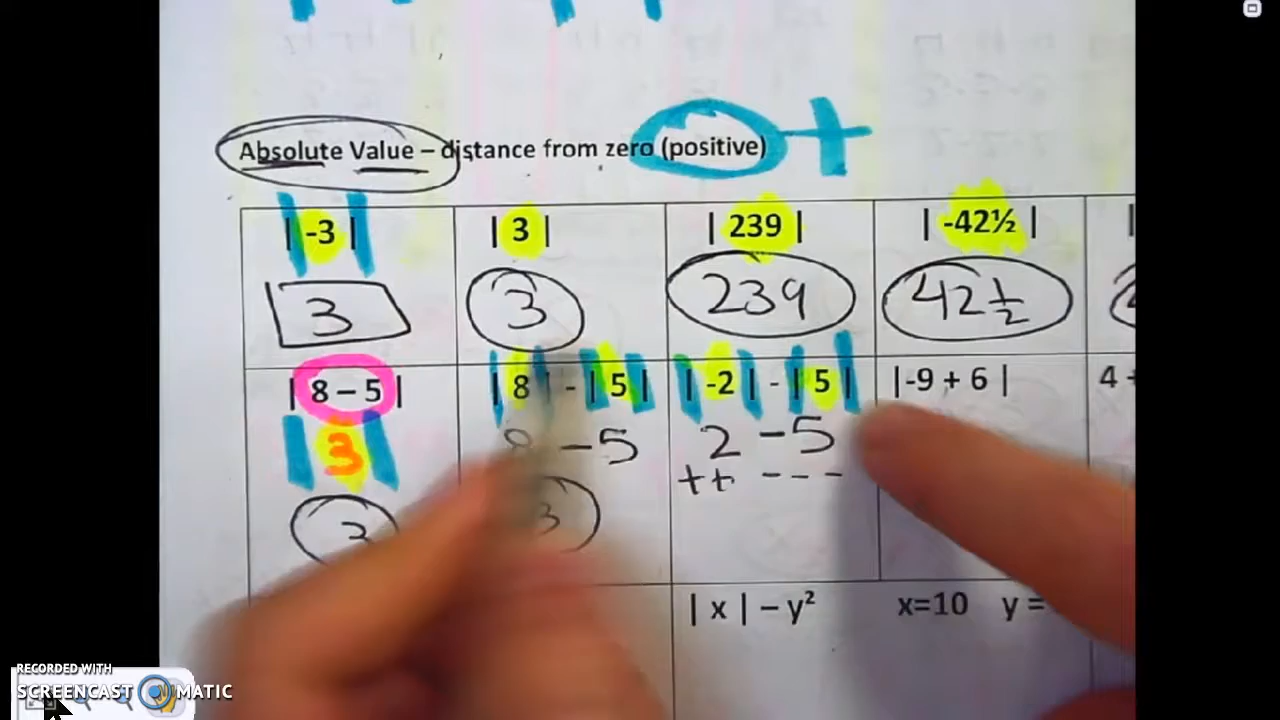 Absolute Value – distance from zero (positive) +
| -3 | | 3 | | 239 | | -42½ |
3 3 239 42 1/2
| 8 – 5 | | 8 | - | 5 | | -2 | - | 5 | |-9 + 6 | 4 +
3 8 - 5 2 - 5
++ - - -
3 3
| x | – y² x=10 y =
RECORDED WITH
SCREENCAST MATIC